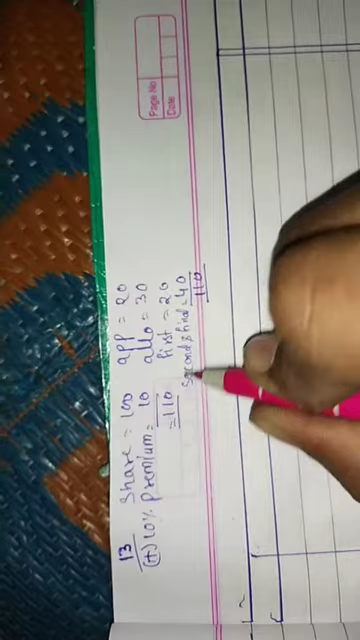 Page No
Date
13 Share = 100 app = 20
(+) 10% premium = 10 allo = 30
= 110 first = 20
second & final = 40
110